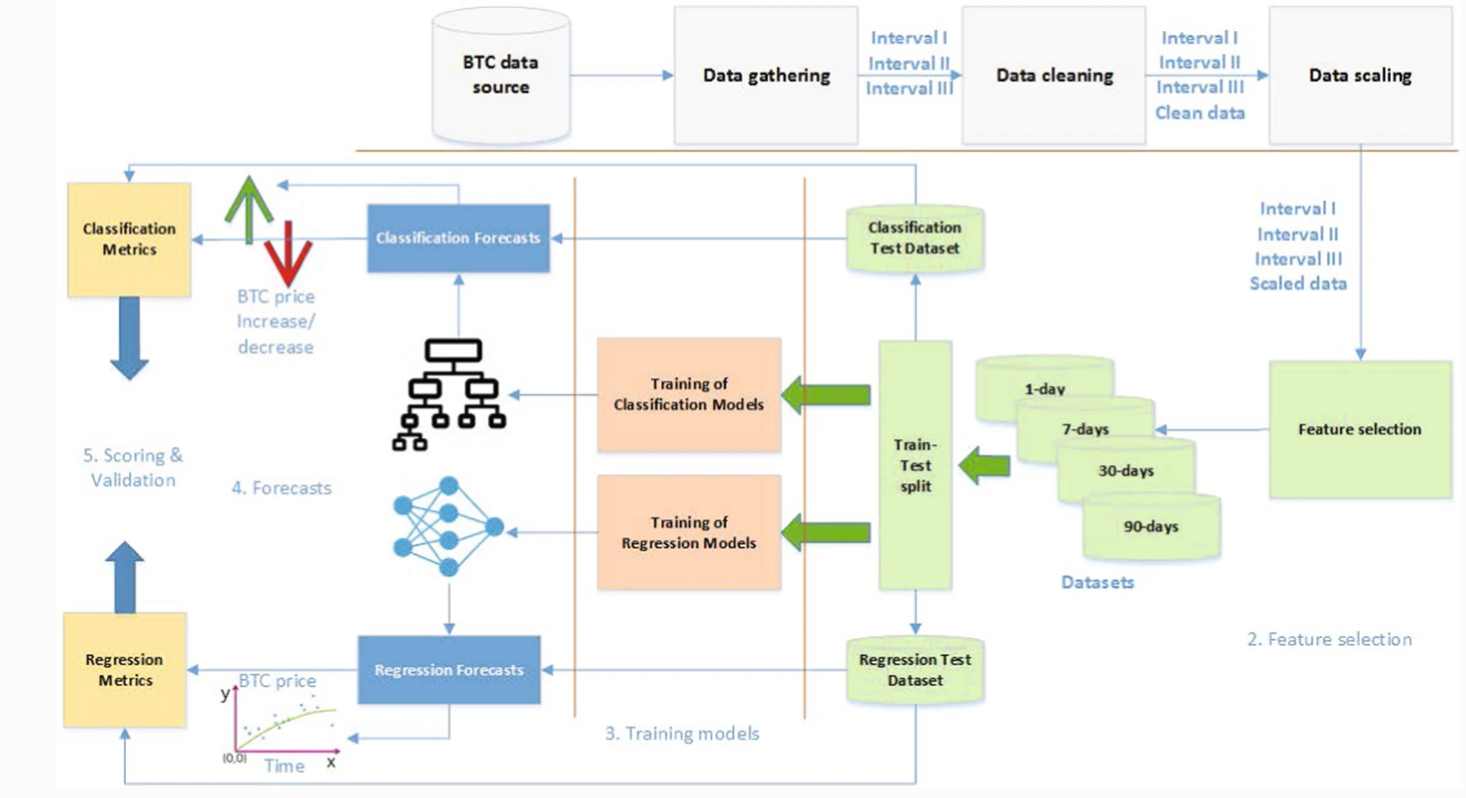 BTC data
source
Data gathering
Interval I
Interval II
Interval III
Data cleaning
Interval I
Interval II
Interval III
Clean data
Data scaling
Interval I
Interval II
Interval III
Scaled data
Classification
Metrics
BTC price
Increase/
decrease
Classification Forecasts
Classification
Test Dataset
Training of
Classification Models
Train-
Test
split
1-day
7-days
30-days
90-days
Datasets
Feature selection
5. Scoring &
Validation
4. Forecasts
Training of
Regression Models
2. Feature selection
Regression
Metrics
BTC price
y
(0,0)
Time
x
Regression Forecasts
Regression Test
Dataset
3. Training models